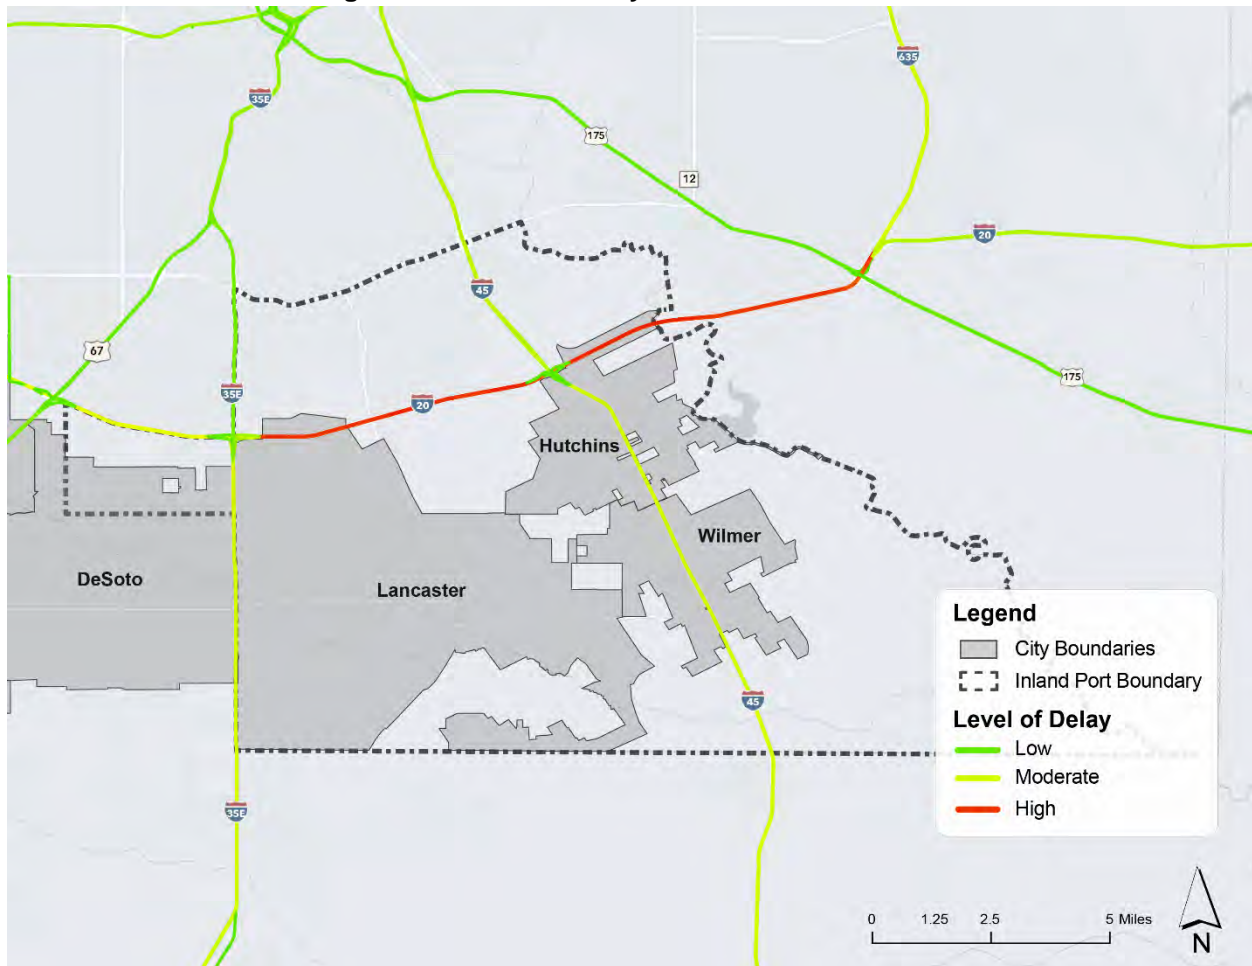 635
35E
175
12
20
45
67
35E
20
175
Hutchins
Wilmer
DeSoto
Lancaster
45
35E
Legend
City Boundaries
Inland Port Boundary
Level of Delay
Low
Moderate
High
0 1.25 2.5 5 Miles
N